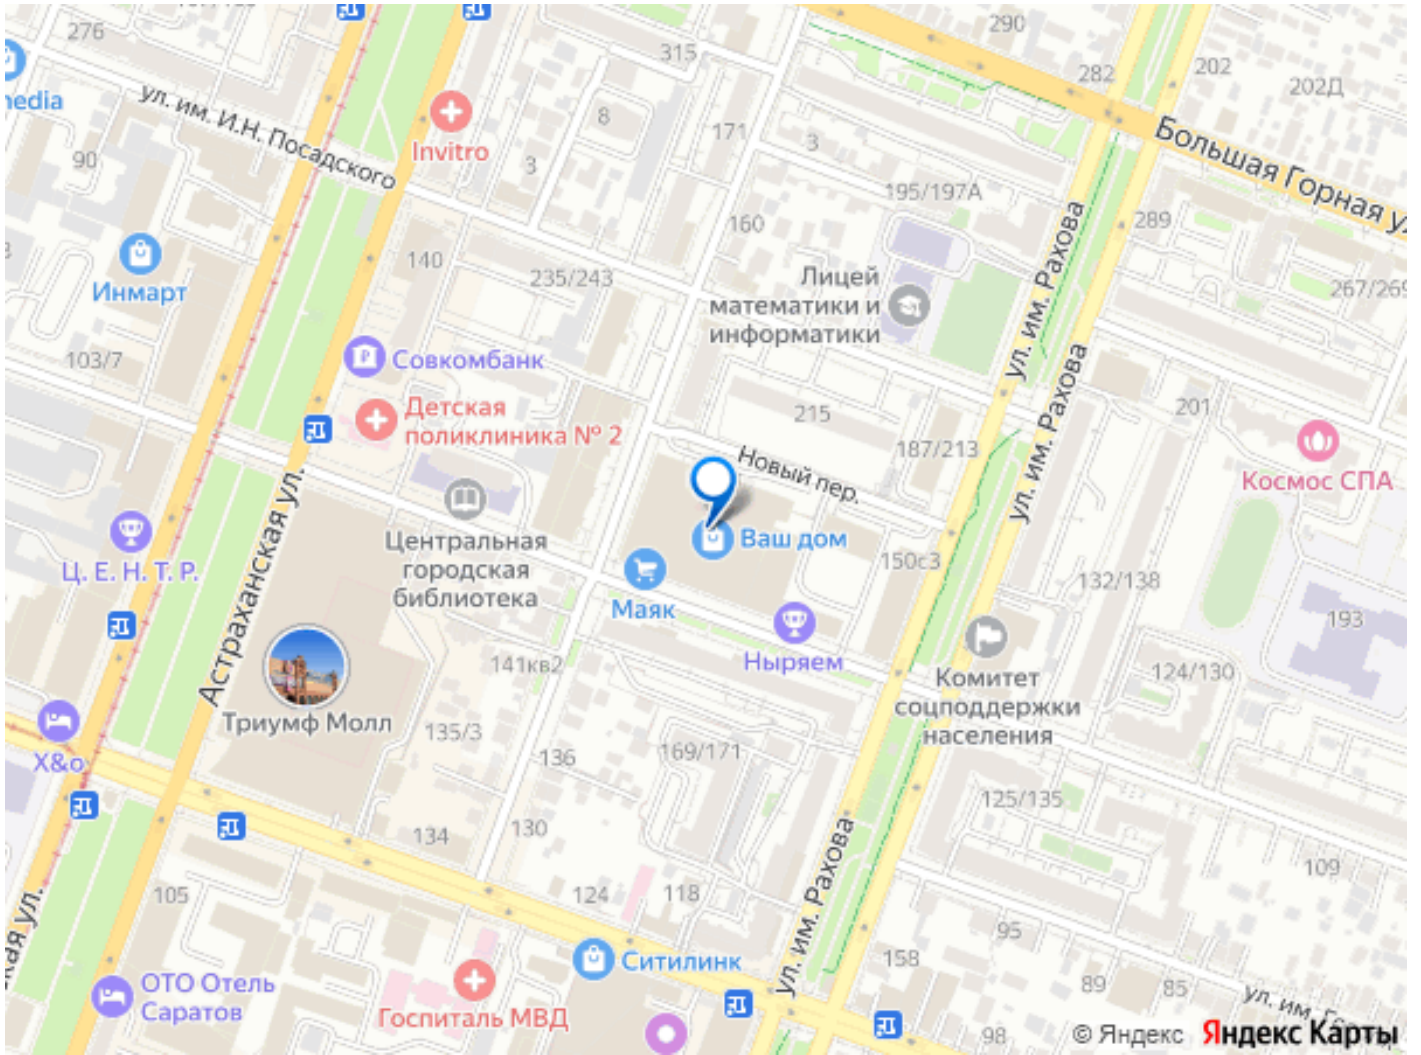 276
290
315
282
202
202Д
media
ул. им. И.Н. Посадского
8
171
3
Большая Горная ул.
90
Invitro
3
195/197А
160
289
140
235/243
Инмарт
Лицей
математики и
информатики
ул. им. Рахова
267/269
103/7
Совкомбанк
Детская
поликлиника № 2
215
187/213
201
ул. им. Рахова
Новый пер.
Космос СПА
Астраханская ул.
Ц. Е. Н. Т. Р.
Центральная
городская
библиотека
Ваш дом
Маяк
150с3
132/138
193
Ныряем
141кв2
Комитет
соцподдержки
населения
124/130
Триумф Молл
135/3
169/171
136
X&o
125/135
134
130
109
105
124
118
ул. им. Рахова
95
158
кая ул.
Ситилинк
ОТО Отель
Саратов
Госпиталь МВД
89
85
98
ул. им.
© Яндекс Яндекс Карты